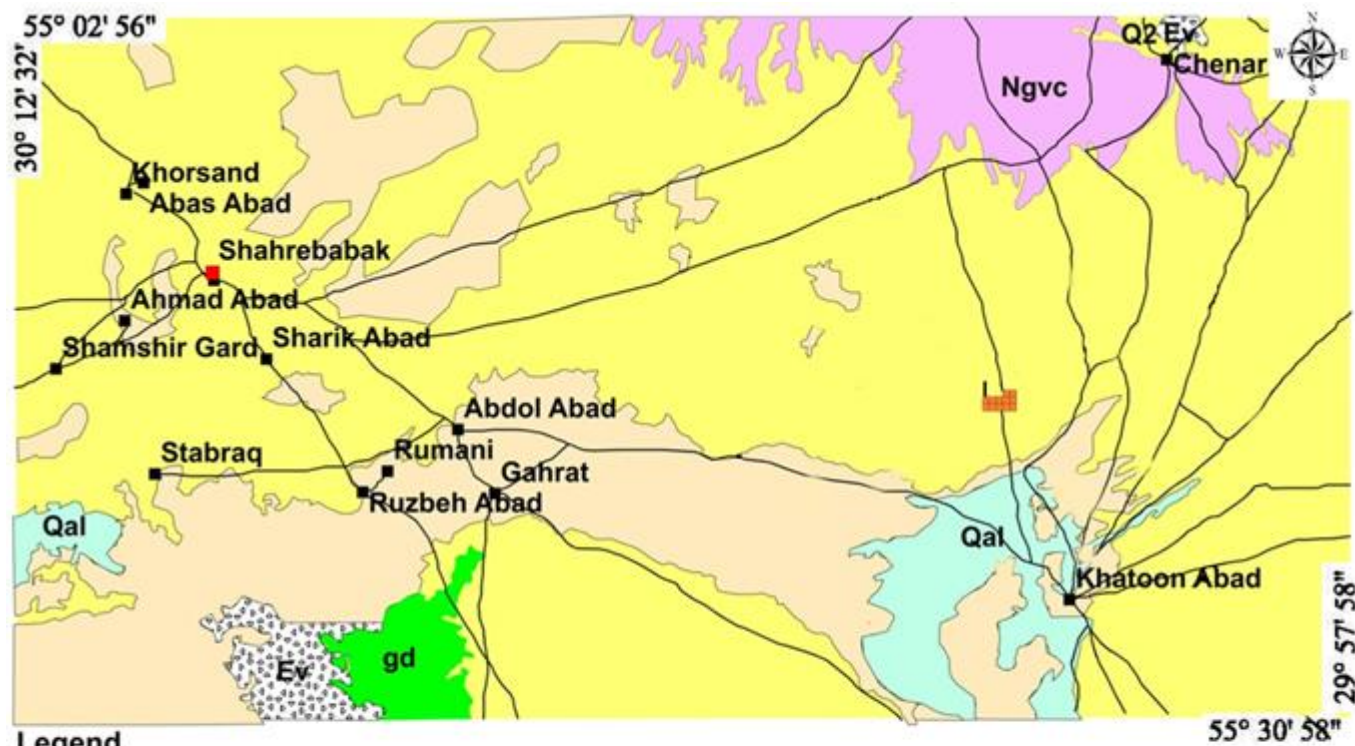 55° 02' 56"
30° 12' 32"
Q2 Ev
Chenar
N
W E
S
Ngvc
Khorsand
Abas Abad
Shahrebabak
Ahmad Abad
Sharik Abad
Shamshir Gard
L
Abdol Abad
Stabraq
Rumani
Gahrat
Ruzbeh Abad
Qal
Qal
Khatoon Abad
Ev
gd
29° 57' 58"
55° 30' 58"
Legend